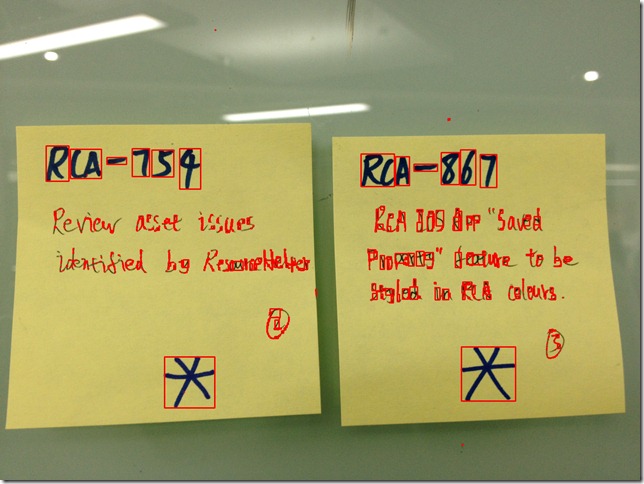 RCA-754
Review asset issues
identified by ResourceHelper
*
RCA-867
RCA IOS App "Saved
Property" feature to be
styled in RCA colours.
3
*